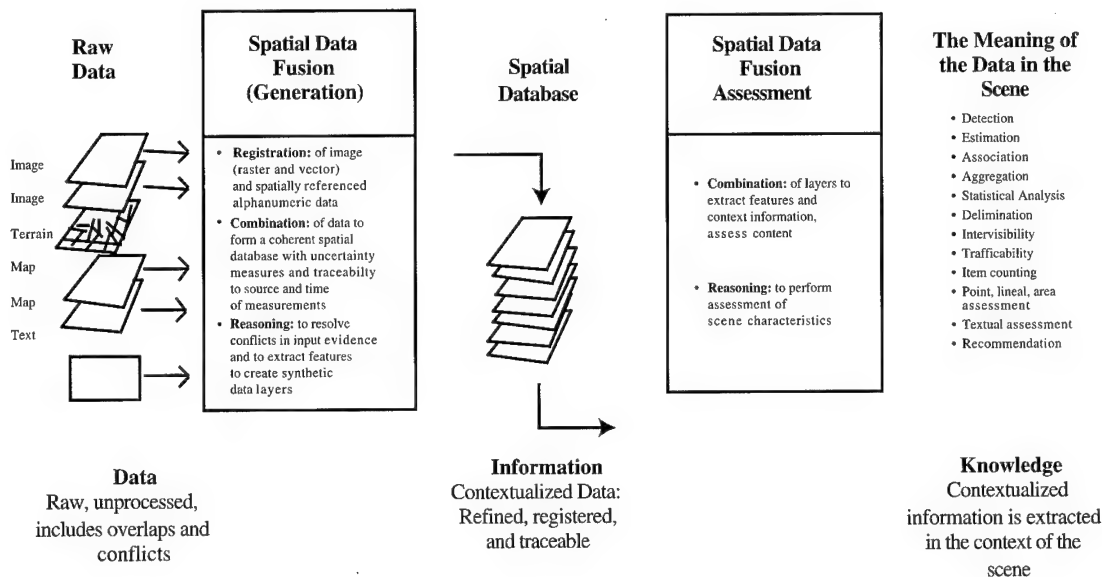 Raw
Data
Image
Image
Terrain
Map
Map
Text
Spatial Data
Fusion
(Generation)
• Registration: of image
(raster and vector)
and spatially referenced
alphanumeric data
• Combination: of data to
form a coherent spatial
database with uncertainty
measures and traceabilty
to source and time
of measurements
• Reasoning: to resolve
conflicts in input evidence
and to extract features
to create synthetic
data layers
Spatial
Database
Spatial Data
Fusion
Assessment
• Combination: of layers to
extract features and
context information,
assess content
• Reasoning: to perform
assessment of
scene characteristics
The Meaning of
the Data in the
Scene
• Detection
• Estimation
• Association
• Aggregation
• Statistical Analysis
• Delimination
• Intervisibility
• Trafficability
• Item counting
• Point, lineal, area
assessment
• Textual assessment
• Recommendation
Data
Raw, unprocessed,
includes overlaps and
conflicts
Information
Contextualized Data:
Refined, registered,
and traceable
Knowledge
Contextualized
information is extracted
in the context of the
scene